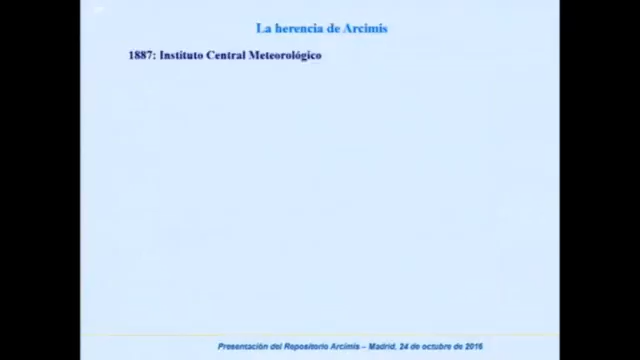 La herencia de Arcimis
1887: Instituto Central Meteorológico
Presentación del Repositorio Arcimis – Madrid, 24 de octubre de 2016